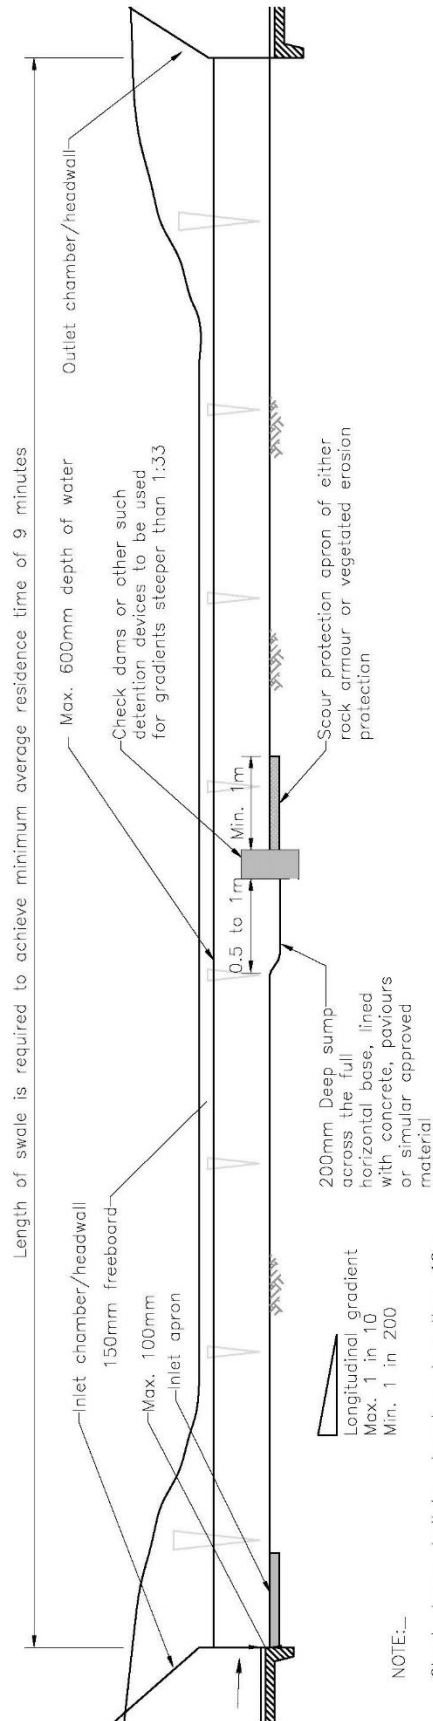 Length of swale is required to achieve minimum average residence time of 9 minutes
Inlet chamber/headwall
150mm freeboard
Max. 100mm
Inlet apron
Max. 600mm depth of water
Outlet chamber/headwall
Check dams or other such
detention devices to be used
for gradients steeper than 1:33
0.5 to 1m
Min. 1m
Longitudinal gradient
Max. 1 in 10
Min. 1 in 200
200mm Deep sump
across the full
horizontal base, lined
with concrete, paviours
or simular approved
material
Scour protection apron of either
rock armour or vegetated erosion
protection
NOTE:—